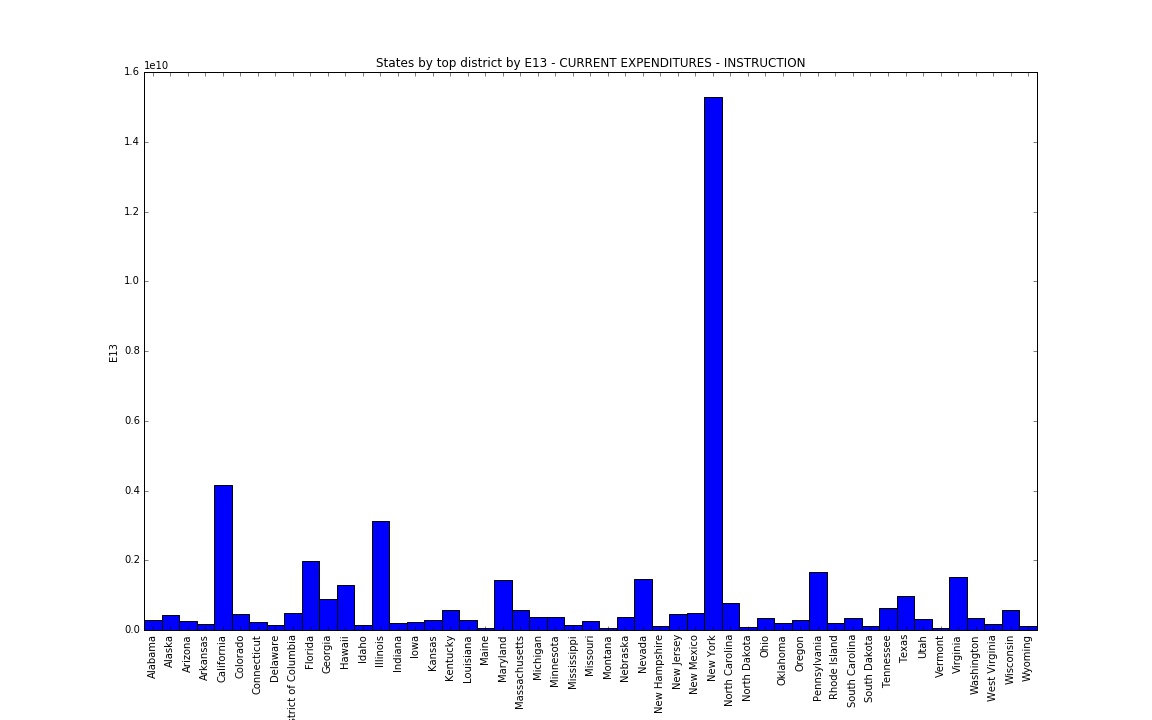 States by top district by E13 - CURRENT EXPENDITURES - INSTRUCTION
1e10
1.6
1.4
1.2
1.0
0.8
0.6
0.4
0.2
0.0
E13
Alabama
Alaska
Arizona
Arkansas
California
Colorado
Connecticut
Delaware
strict of Columbia
Florida
Georgia
Hawaii
Idaho
Illinois
Indiana
Iowa
Kansas
Kentucky
Louisiana
Maine
Maryland
Massachusetts
Michigan
Minnesota
Mississippi
Missouri
Montana
Nebraska
Nevada
New Hampshire
New Jersey
New Mexico
New York
North Carolina
North Dakota
Ohio
Oklahoma
Oregon
Pennsylvania
Rhode Island
South Carolina
South Dakota
Tennessee
Texas
Utah
Vermont
Virginia
Washington
West Virginia
Wisconsin
Wyoming